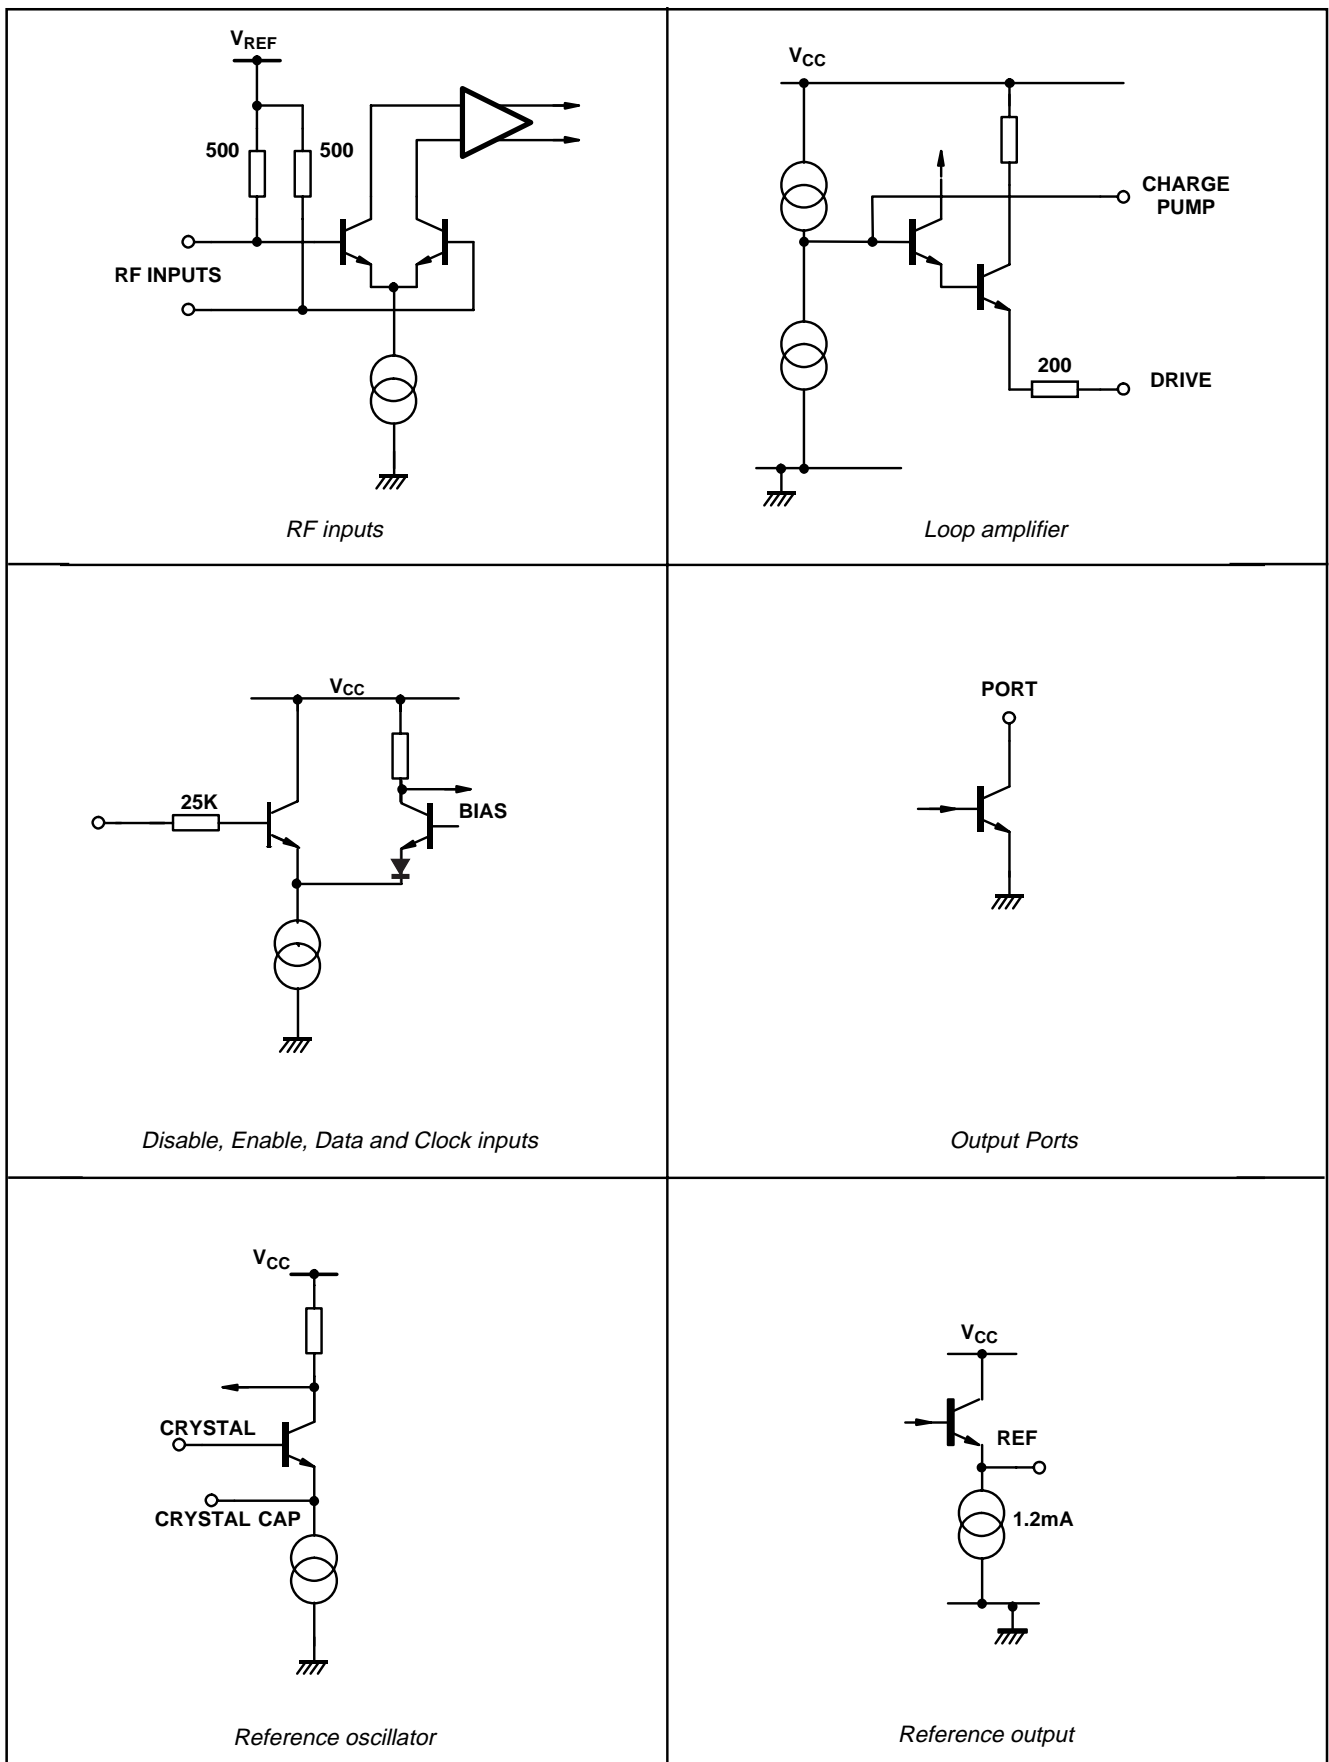 VREF
500
500
RF INPUTS
RF inputs
VCC
CHARGE
PUMP
200
DRIVE
Loop amplifier
VCC
25K
BIAS
Disable, Enable, Data and Clock inputs
PORT
Output Ports
VCC
CRYSTAL
CRYSTAL CAP
Reference oscillator
VCC
REF
1.2mA
Reference output